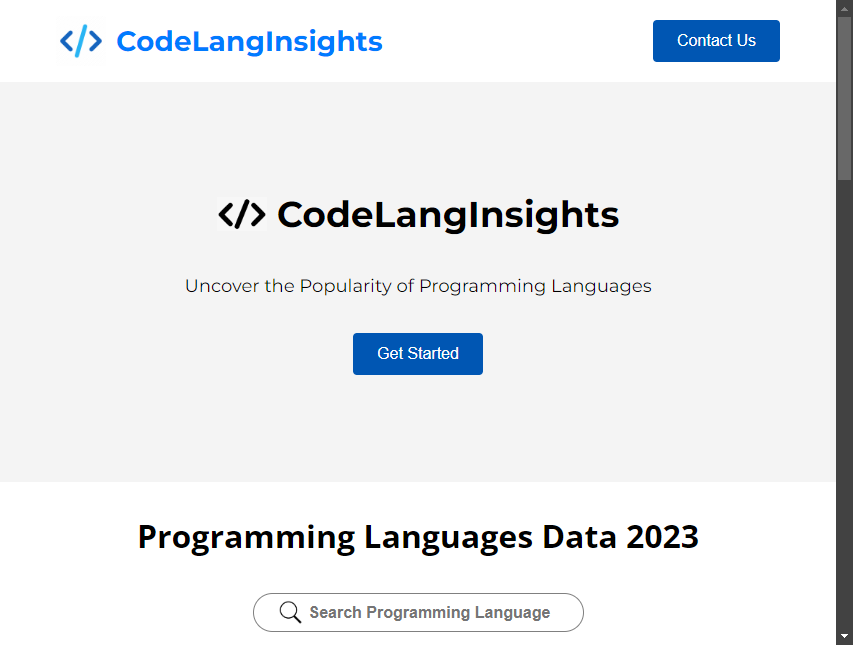 </> CodeLangInsights
Contact Us
</> CodeLangInsights
Uncover the Popularity of Programming Languages
Get Started
Programming Languages Data 2023
Search Programming Language